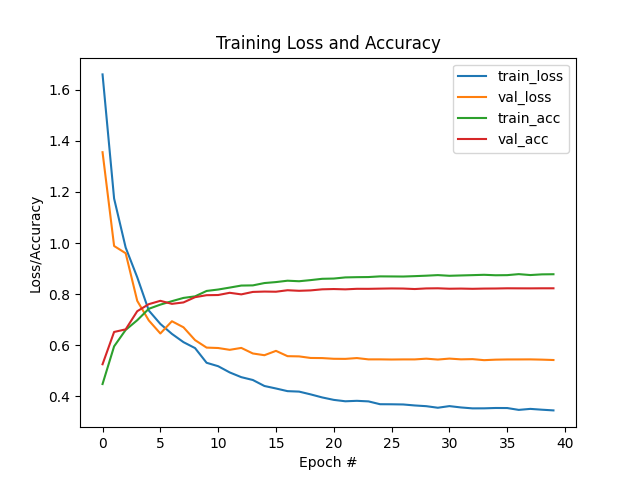 Training Loss and Accuracy
train_loss
val_loss
train_acc
val_acc
Loss/Accuracy
1.6
1.4
1.2
1.0
0.8
0.6
0.4
0 5 10 15 20 25 30 35 40
Epoch #